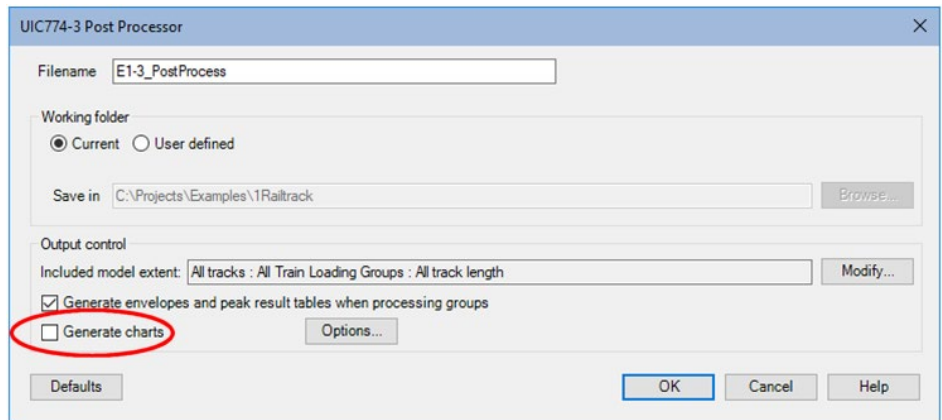 UIC774-3 Post Processor
Filename E1-3_PostProcess
Working folder
Current User defined
Save in C:\Projects\Examples\1Railtrack Browse...
Output control
Included model extent: All tracks : All Train Loading Groups : All track length Modify...
Generate envelopes and peak result tables when processing groups
Generate charts Options...
Defaults OK Cancel Help